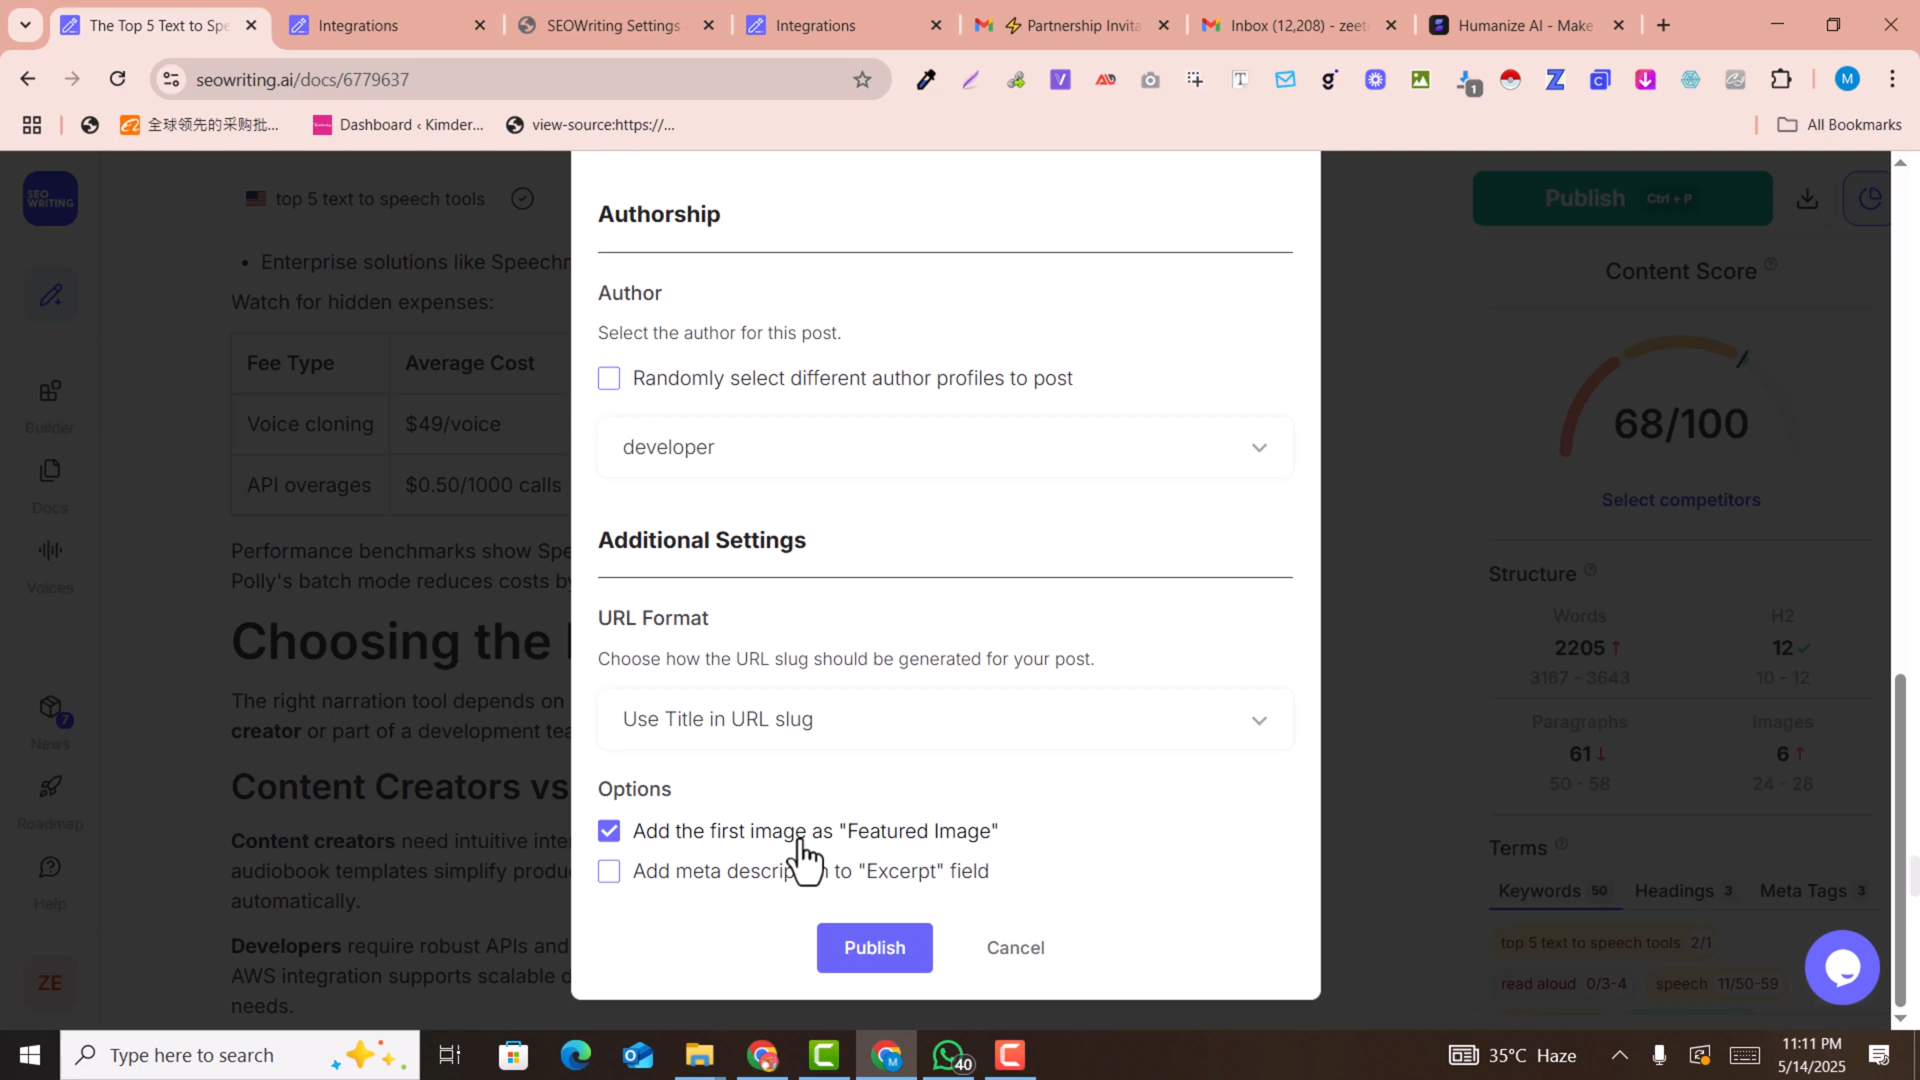 The Top 5 Text to Spe
Integrations
SEOWriting Settings
Integrations
⚡ Partnership Invita
Inbox (12,208) - zeet
Humanize AI - Make
seowriting.ai/docs/6779637
全球领先的采购批...
Dashboard ‹ Kimder...
view-source:https://...
All Bookmarks
SEO
WRITING
top 5 text to speech tools
Publish Ctrl + P
Builder
Docs
Voices
News
7
Roadmap
Help
ZE
• Enterprise solutions like Speech
Watch for hidden expenses:
Fee Type Average Cost
Voice cloning $49/voice
API overages $0.50/1000 calls
Performance benchmarks show Spe
Polly's batch mode reduces costs by
Choosing the
The right narration tool depends on
creator or part of a development tea
Content Creators vs
Content creators need intuitive inte
audiobook templates simplify produ
automatically.
Developers require robust APIs and
AWS integration supports scalable d
needs.
Authorship
Author
Select the author for this post.
Randomly select different author profiles to post
developer
Additional Settings
URL Format
Choose how the URL slug should be generated for your post.
Use Title in URL slug
Options
Add the first image as "Featured Image"
Add meta to "Excerpt" field
Publish Cancel
Content Score
68/100
Select competitors
Structure
Words H2
2205 ↑ 12 ✓
3167 - 3643 10 - 12
Paragraphs Images
61 ↓ 6 ↑
50 - 58 24 - 28
Terms
Keywords 50 Headings 3 Meta Tags 3
top 5 text to speech tools 2/1
read aloud 0/3-4 speech 11/50-59
Type here to search
40
35°C Haze
11:11 PM
5/14/2025